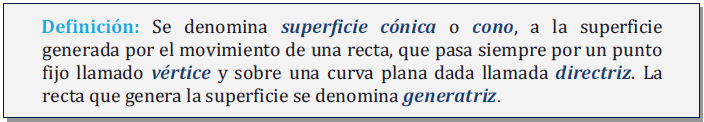 Definición: Se denomina superficie cónica o cono, a la superficie
generada por el movimiento de una recta, que pasa siempre por un punto
fijo llamado vértice y sobre una curva plana dada llamada directriz. La
recta que genera la superficie se denomina generatriz.